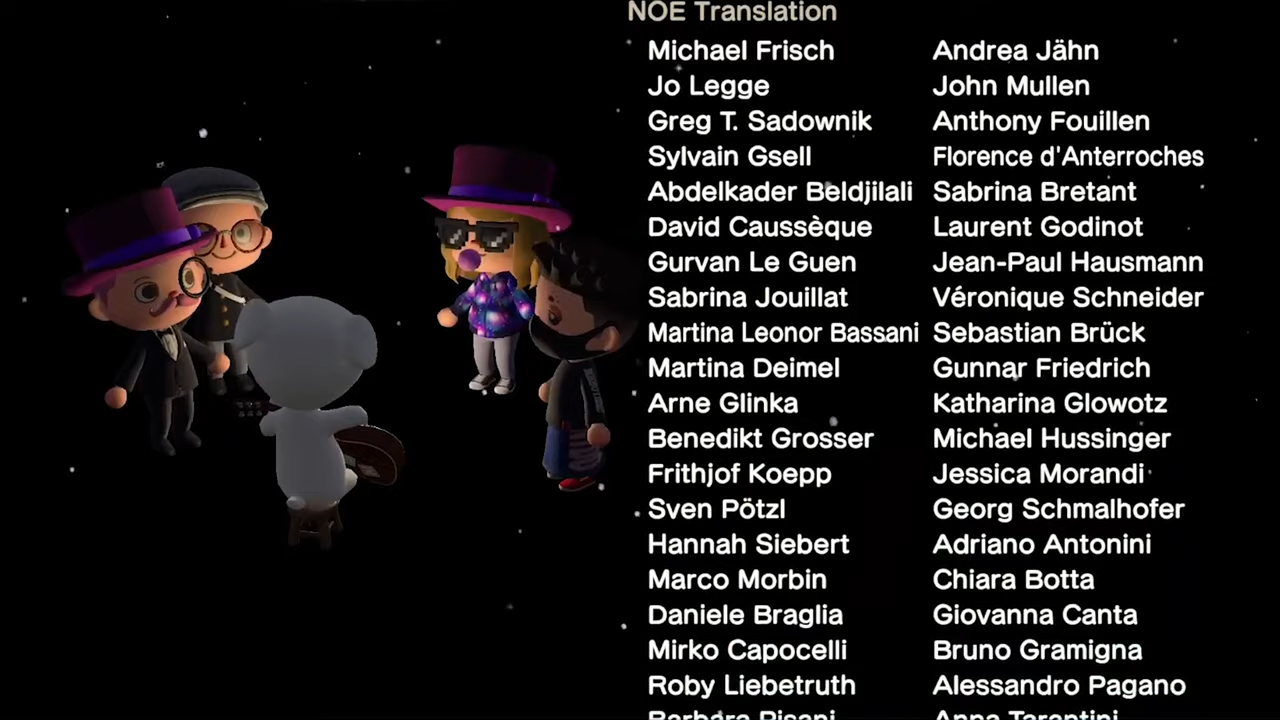 NOE Translation
Michael Frisch Andrea Jähn
Jo Legge John Mullen
Greg T. Sadownik Anthony Fouillen
Sylvain Gsell Florence d'Anterroches
Abdelkader Beldjilali Sabrina Bretant
David Caussèque Laurent Godinot
Gurvan Le Guen Jean-Paul Hausmann
Sabrina Jouillat Véronique Schneider
Martina Leonor Bassani Sebastian Brück
Martina Deimel Gunnar Friedrich
Arne Glinka Katharina Glowotz
Benedikt Grosser Michael Hussinger
Frithjof Koepp Jessica Morandi
Sven Pötzl Georg Schmalhofer
Hannah Siebert Adriano Antonini
Marco Morbin Chiara Botta
Daniele Braglia Giovanna Canta
Mirko Capocelli Bruno Gramigna
Roby Liebetruth Alessandro Pagano
Barbara Pisani Anna Tarantini